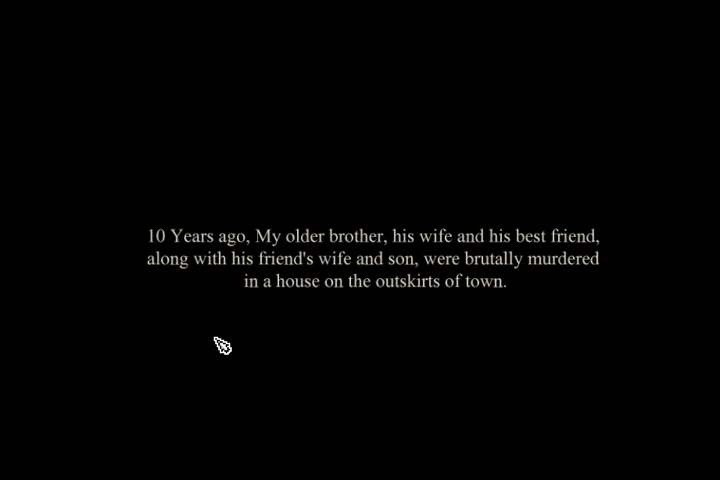 10 Years ago, My older brother, his wife and his best friend,
along with his friend's wife and son, were brutally murdered
in a house on the outskirts of town.